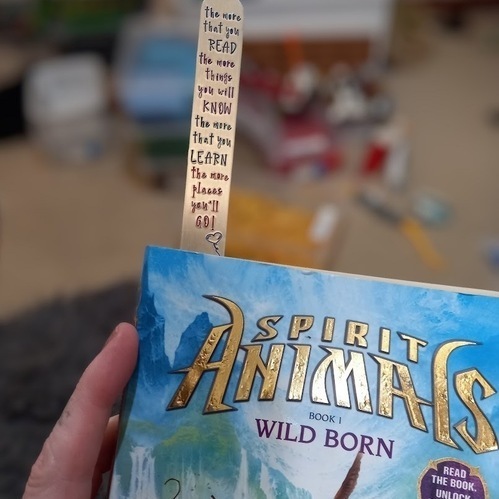 the more
that you
READ
the more
things
you will
KNOW
the more
that you
LEARN
the more
places
you'll
GO!
SPIRIT
ANIMALS
BOOK 1
WILD BORN
READ
THE BOOK,
UNLOCK